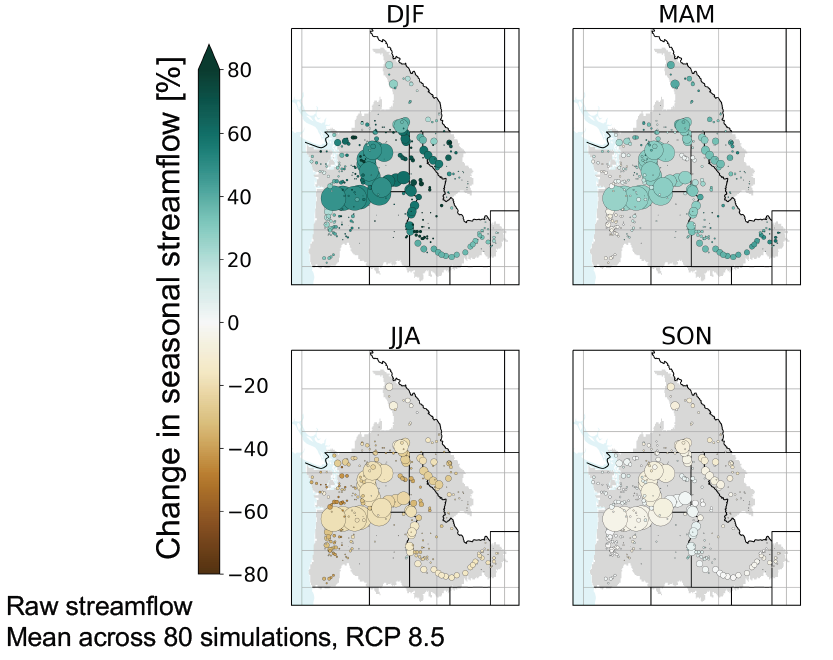 DJF
MAM
Change in seasonal streamflow [%]
80
60
40
20
0
−20
−40
−60
−80
JJA
SON
Raw streamflow
Mean across 80 simulations, RCP 8.5